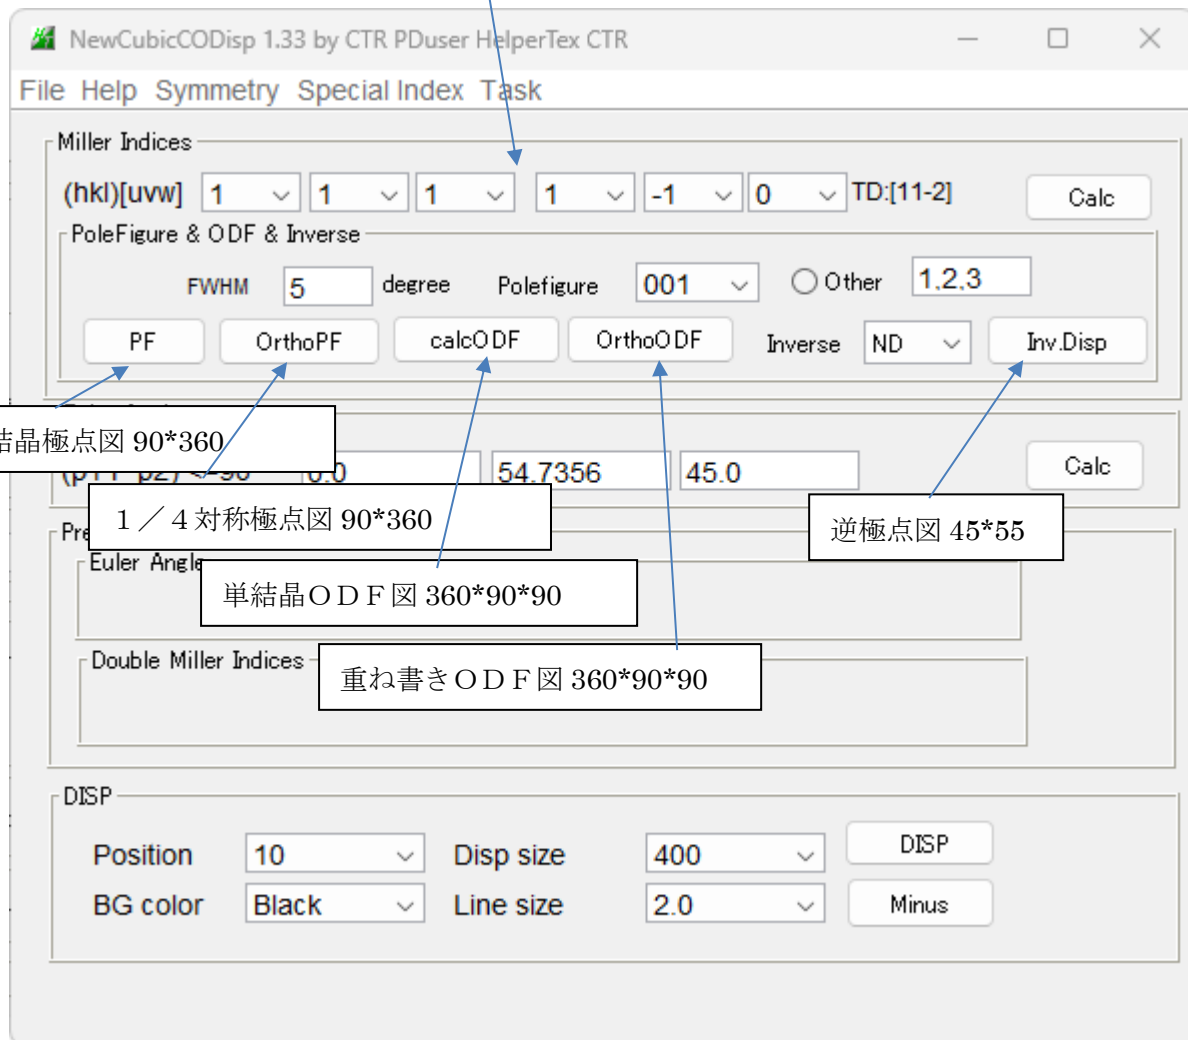 NewCubicCODisp 1.33 by CTR PDuser HelperTex CTR
File Help Symmetry Special Index Task
Miller Indices
(hkl)[uvw] 1 1 1 1 -1 0 TD:[11-2] Calc
PoleFigure & ODF & Inverse
FWHM 5 degree Polefigure 001 Other 1,2,3
PF OrthoPF calcODF OrthoODF Inverse ND Inv.Disp
結晶極点図 90*360
54.7356 45.0 Calc
1／4対称極点図 90*360
逆極点図 45*55
Euler Angle
単結晶ＯＤＦ図 360*90*90
Double Miller Indices
重ね書きＯＤＦ図 360*90*90
DISP
Position 10 Disp size 400 DISP
BG color Black Line size 2.0 Minus